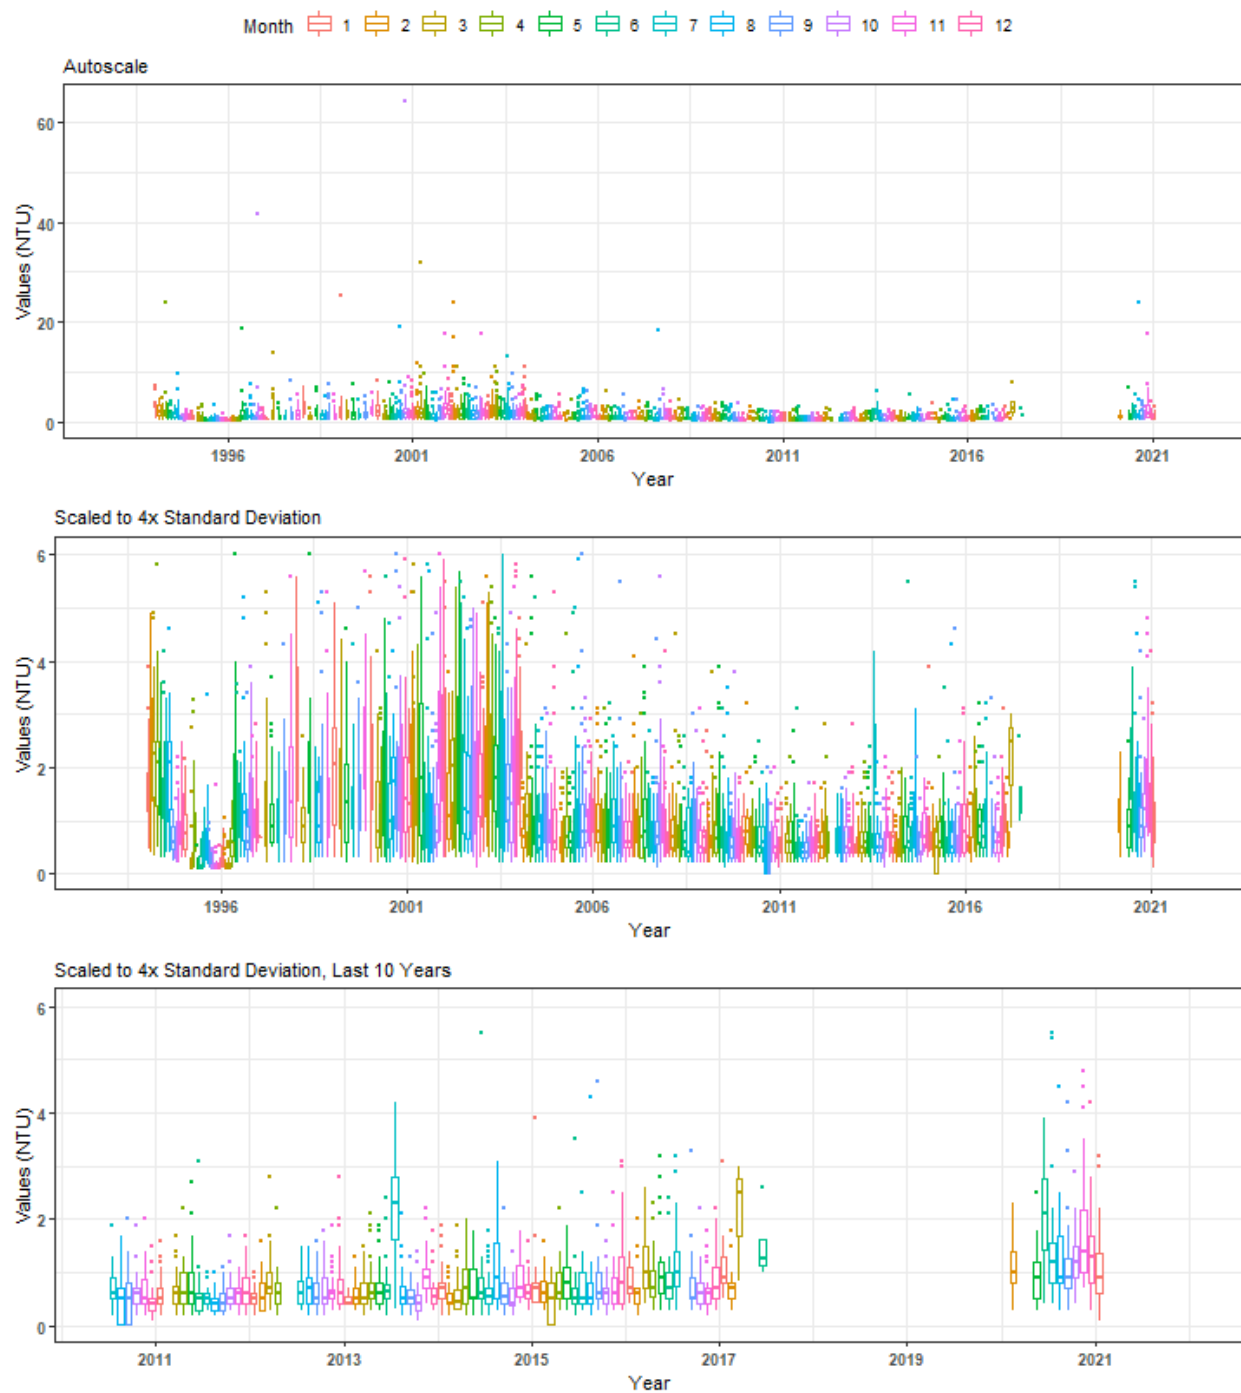 Month 1 2 3 4 5 6 7 8 9 10 11 12
Autoscale
60
40
20
0
Values (NTU)
1996 2001 2006 2011 2016 2021
Year
Scaled to 4x Standard Deviation
6
4
2
0
Values (NTU)
1996 2001 2006 2011 2016 2021
Year
Scaled to 4x Standard Deviation, Last 10 Years
6
4
2
0
Values (NTU)
2011 2013 2015 2017 2019 2021
Year